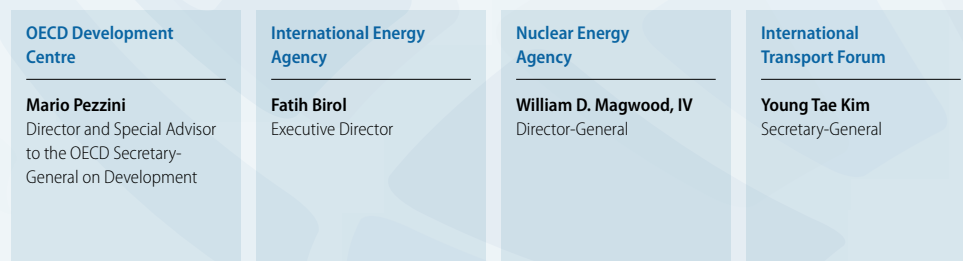 OECD Development
Centre
Mario Pezzini
Director and Special Advisor
to the OECD Secretary-
General on Development
International Energy
Agency
Fatih Birol
Executive Director
Nuclear Energy
Agency
William D. Magwood, IV
Director-General
International
Transport Forum
Young Tae Kim
Secretary-General